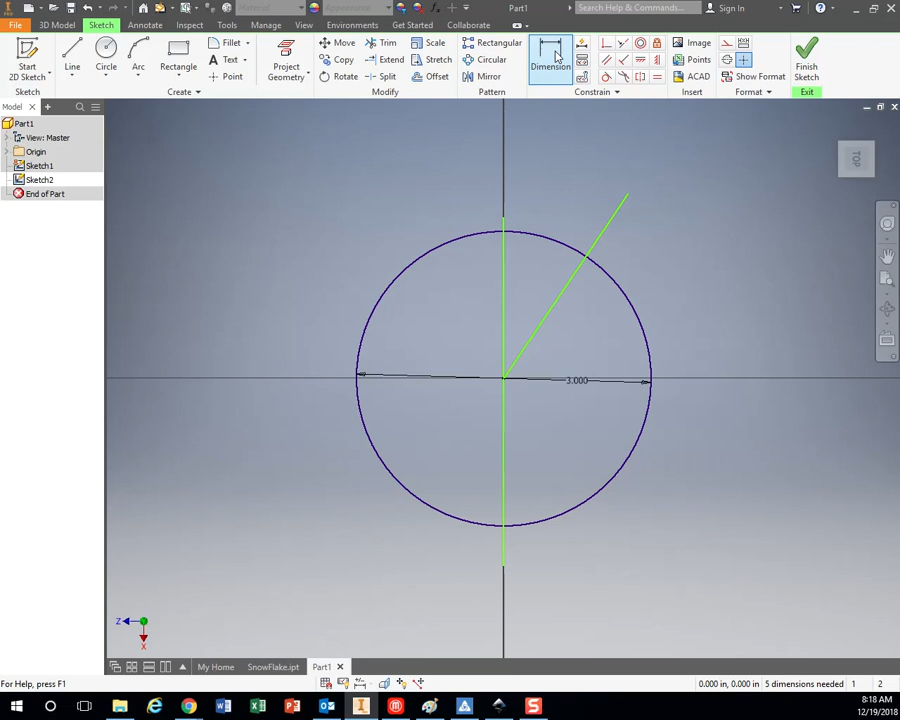 PRO
Material
Appearance
Part1
Search Help & Commands...
Sign In
File 3D Model Sketch Annotate Inspect Tools Manage View Environments Get Started Collaborate
Start
2D Sketch
Line
Circle
Arc
Rectangle
Fillet
Text
Point
Project
Geometry
Move
Copy
Rotate
Trim
Extend
Split
Scale
Stretch
Offset
Rectangular
Circular
Mirror
Dimension
Image
Points
ACAD
Show Format
Finish
Sketch
Sketch Create Modify Pattern Constrain Insert Format Exit
Model
Part1
View: Master
Origin
Sketch1
Sketch2
End of Part
TOP
3.000
Z
X
My Home SnowFlake.ipt Part1
For Help, press F1
0.000 in, 0.000 in 5 dimensions needed 1 2
8:18 AM
12/19/2018